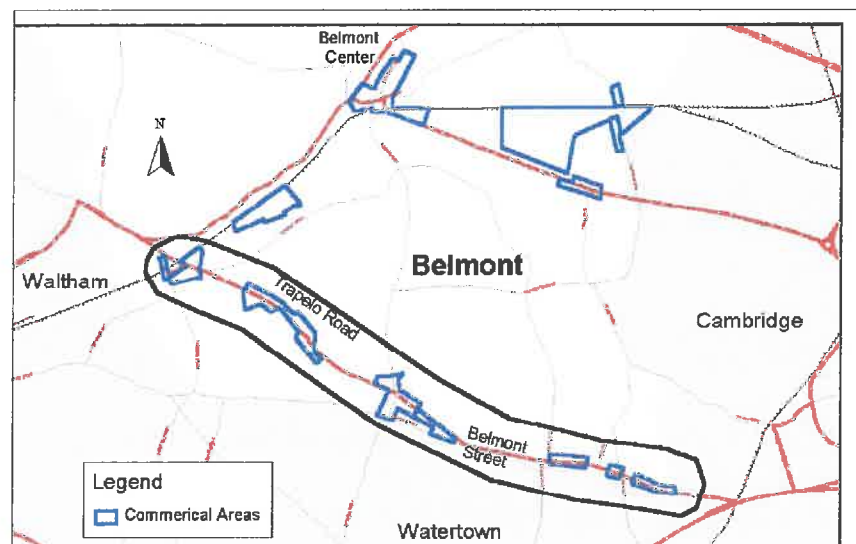 Belmont
Center
N
Belmont
Waltham
Trapelo Road
Cambridge
Belmont
Street
Legend
Commerical Areas
Watertown